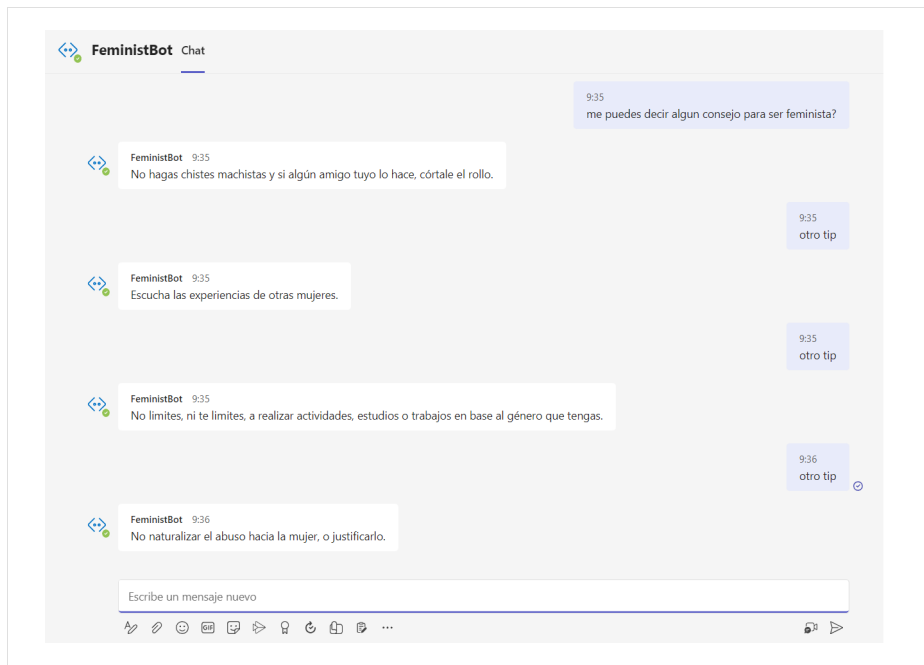 FeministBot Chat
9:35
me puedes decir algun consejo para ser feminista?
FeministBot 9:35
No hagas chistes machistas y si algún amigo tuyo lo hace, córtale el rollo.
9:35
otro tip
FeministBot 9:35
Escucha las experiencias de otras mujeres.
9:35
otro tip
FeministBot 9:35
No limites, ni te limites, a realizar actividades, estudios o trabajos en base al género que tengas.
9:36
otro tip
FeministBot 9:36
No naturalizar el abuso hacia la mujer, o justificarlo.
Escribe un mensaje nuevo
GIF